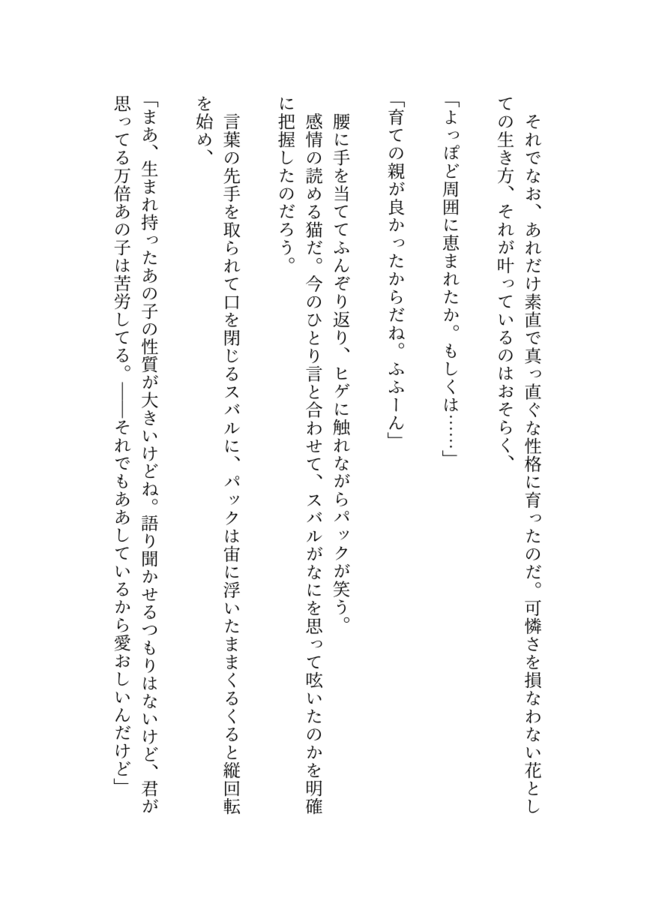 それでなお、あれだけ素直で真っ直ぐな性格に育ったのだ。可憐さを損なわない花とし
ての生き方、それが叶っているのはおそらく、
「よっぽど周囲に恵まれたか。もしくは……」
「育ての親が良かったからだね。ふふーん」
腰に手を当ててふんぞり返り、ヒゲに触れながらパックが笑う。
感情の読める猫だ。今のひとり言と合わせて、スバルがなにを思って呟いたのかを明確
に把握したのだろう。
言葉の先手を取られて口を閉じるスバルに、パックは宙に浮いたままくるくると縦回転
を始め、
「まあ、生まれ持ったあの子の性質が大きいけどね。語り聞かせるつもりはないけど、君が
思ってる万倍あの子は苦労してる。――それでもああしているから愛おしいんだけど」